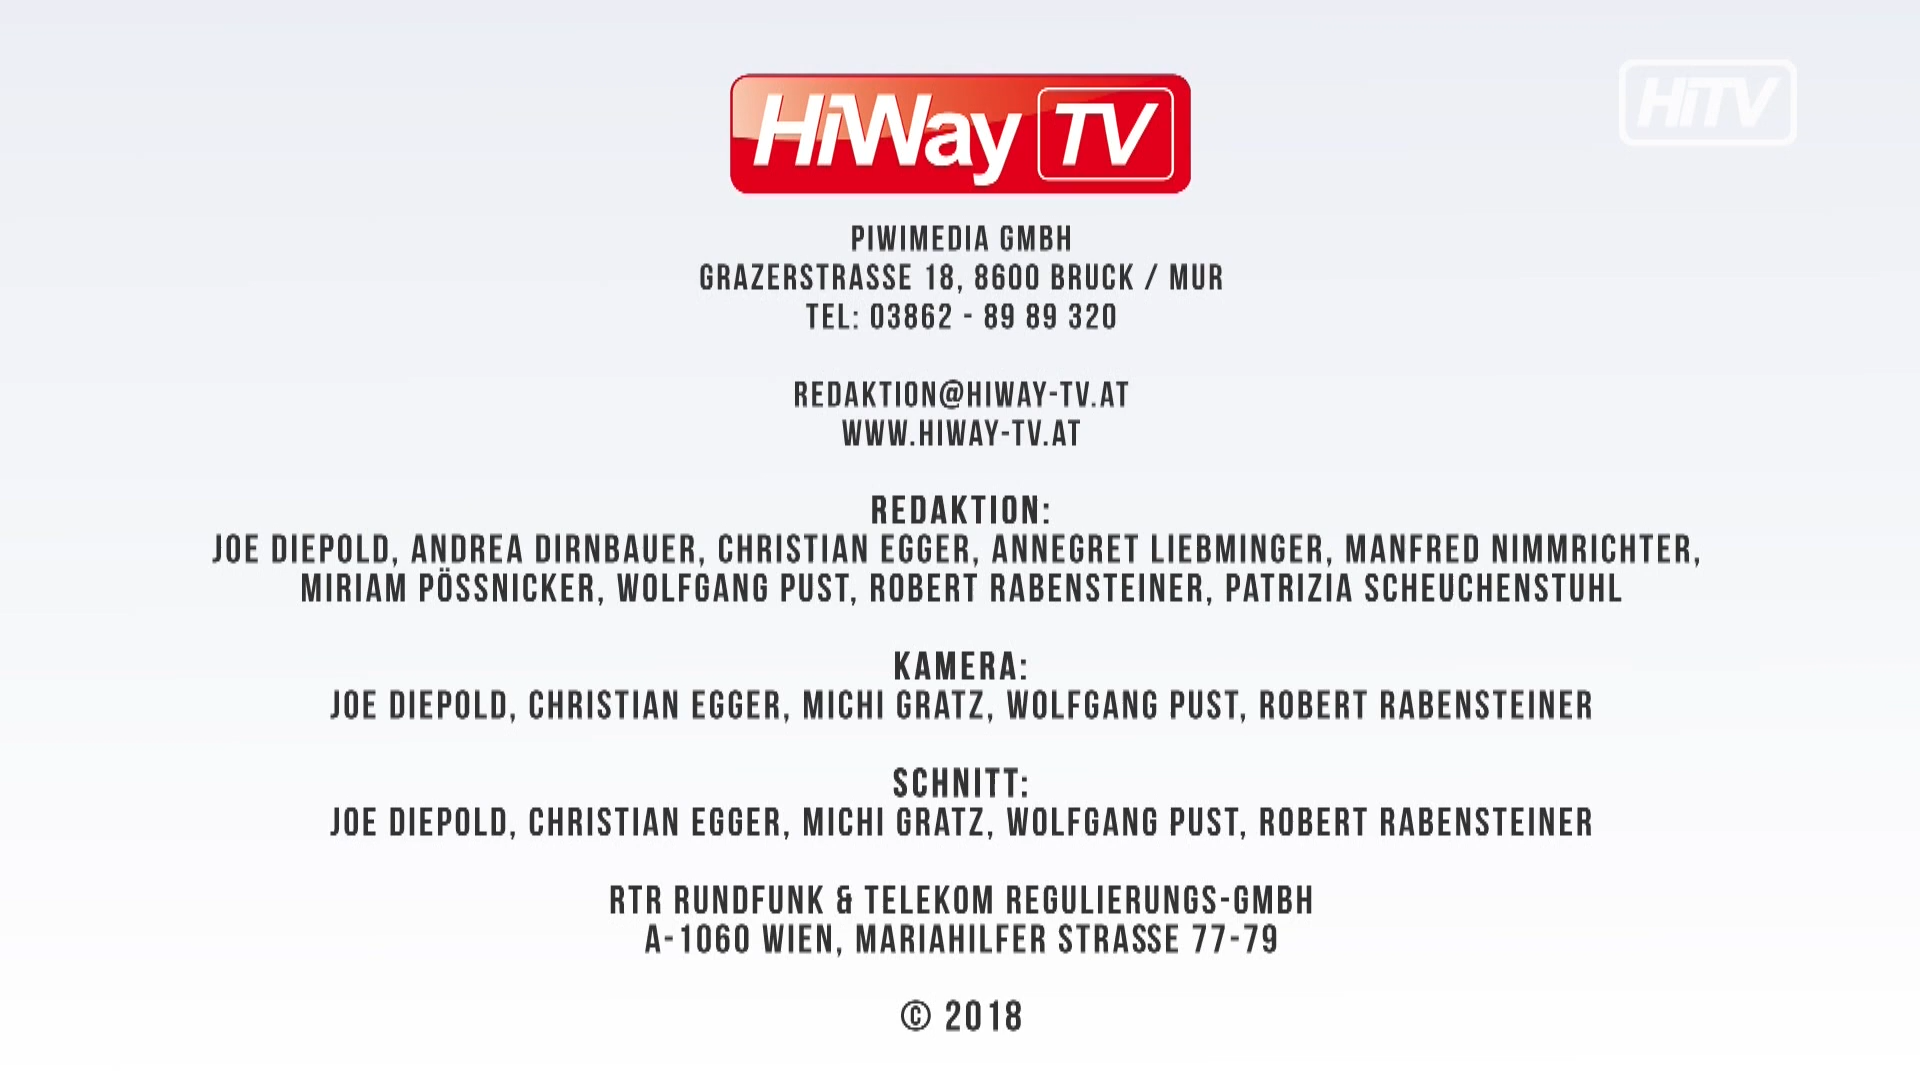 HiWay TV
HiTV
PIWIMEDIA GMBH
GRAZERSTRASSE 18, 8600 BRUCK / MUR
TEL: 03862 - 89 89 320
REDAKTION@HIWAY-TV.AT
WWW.HIWAY-TV.AT
REDAKTION:
JOE DIEPOLD, ANDREA DIRNBAUER, CHRISTIAN EGGER, ANNEGRET LIEBMINGER, MANFRED NIMMRICHTER,
MIRIAM PÖSSNICKER, WOLFGANG PUST, ROBERT RABENSTEINER, PATRIZIA SCHEUCHENSTUHL
KAMERA:
JOE DIEPOLD, CHRISTIAN EGGER, MICHI GRATZ, WOLFGANG PUST, ROBERT RABENSTEINER
SCHNITT:
JOE DIEPOLD, CHRISTIAN EGGER, MICHI GRATZ, WOLFGANG PUST, ROBERT RABENSTEINER
RTR RUNDFUNK & TELEKOM REGULIERUNGS-GMBH
A-1060 WIEN, MARIAHILFER STRASSE 77-79
© 2018